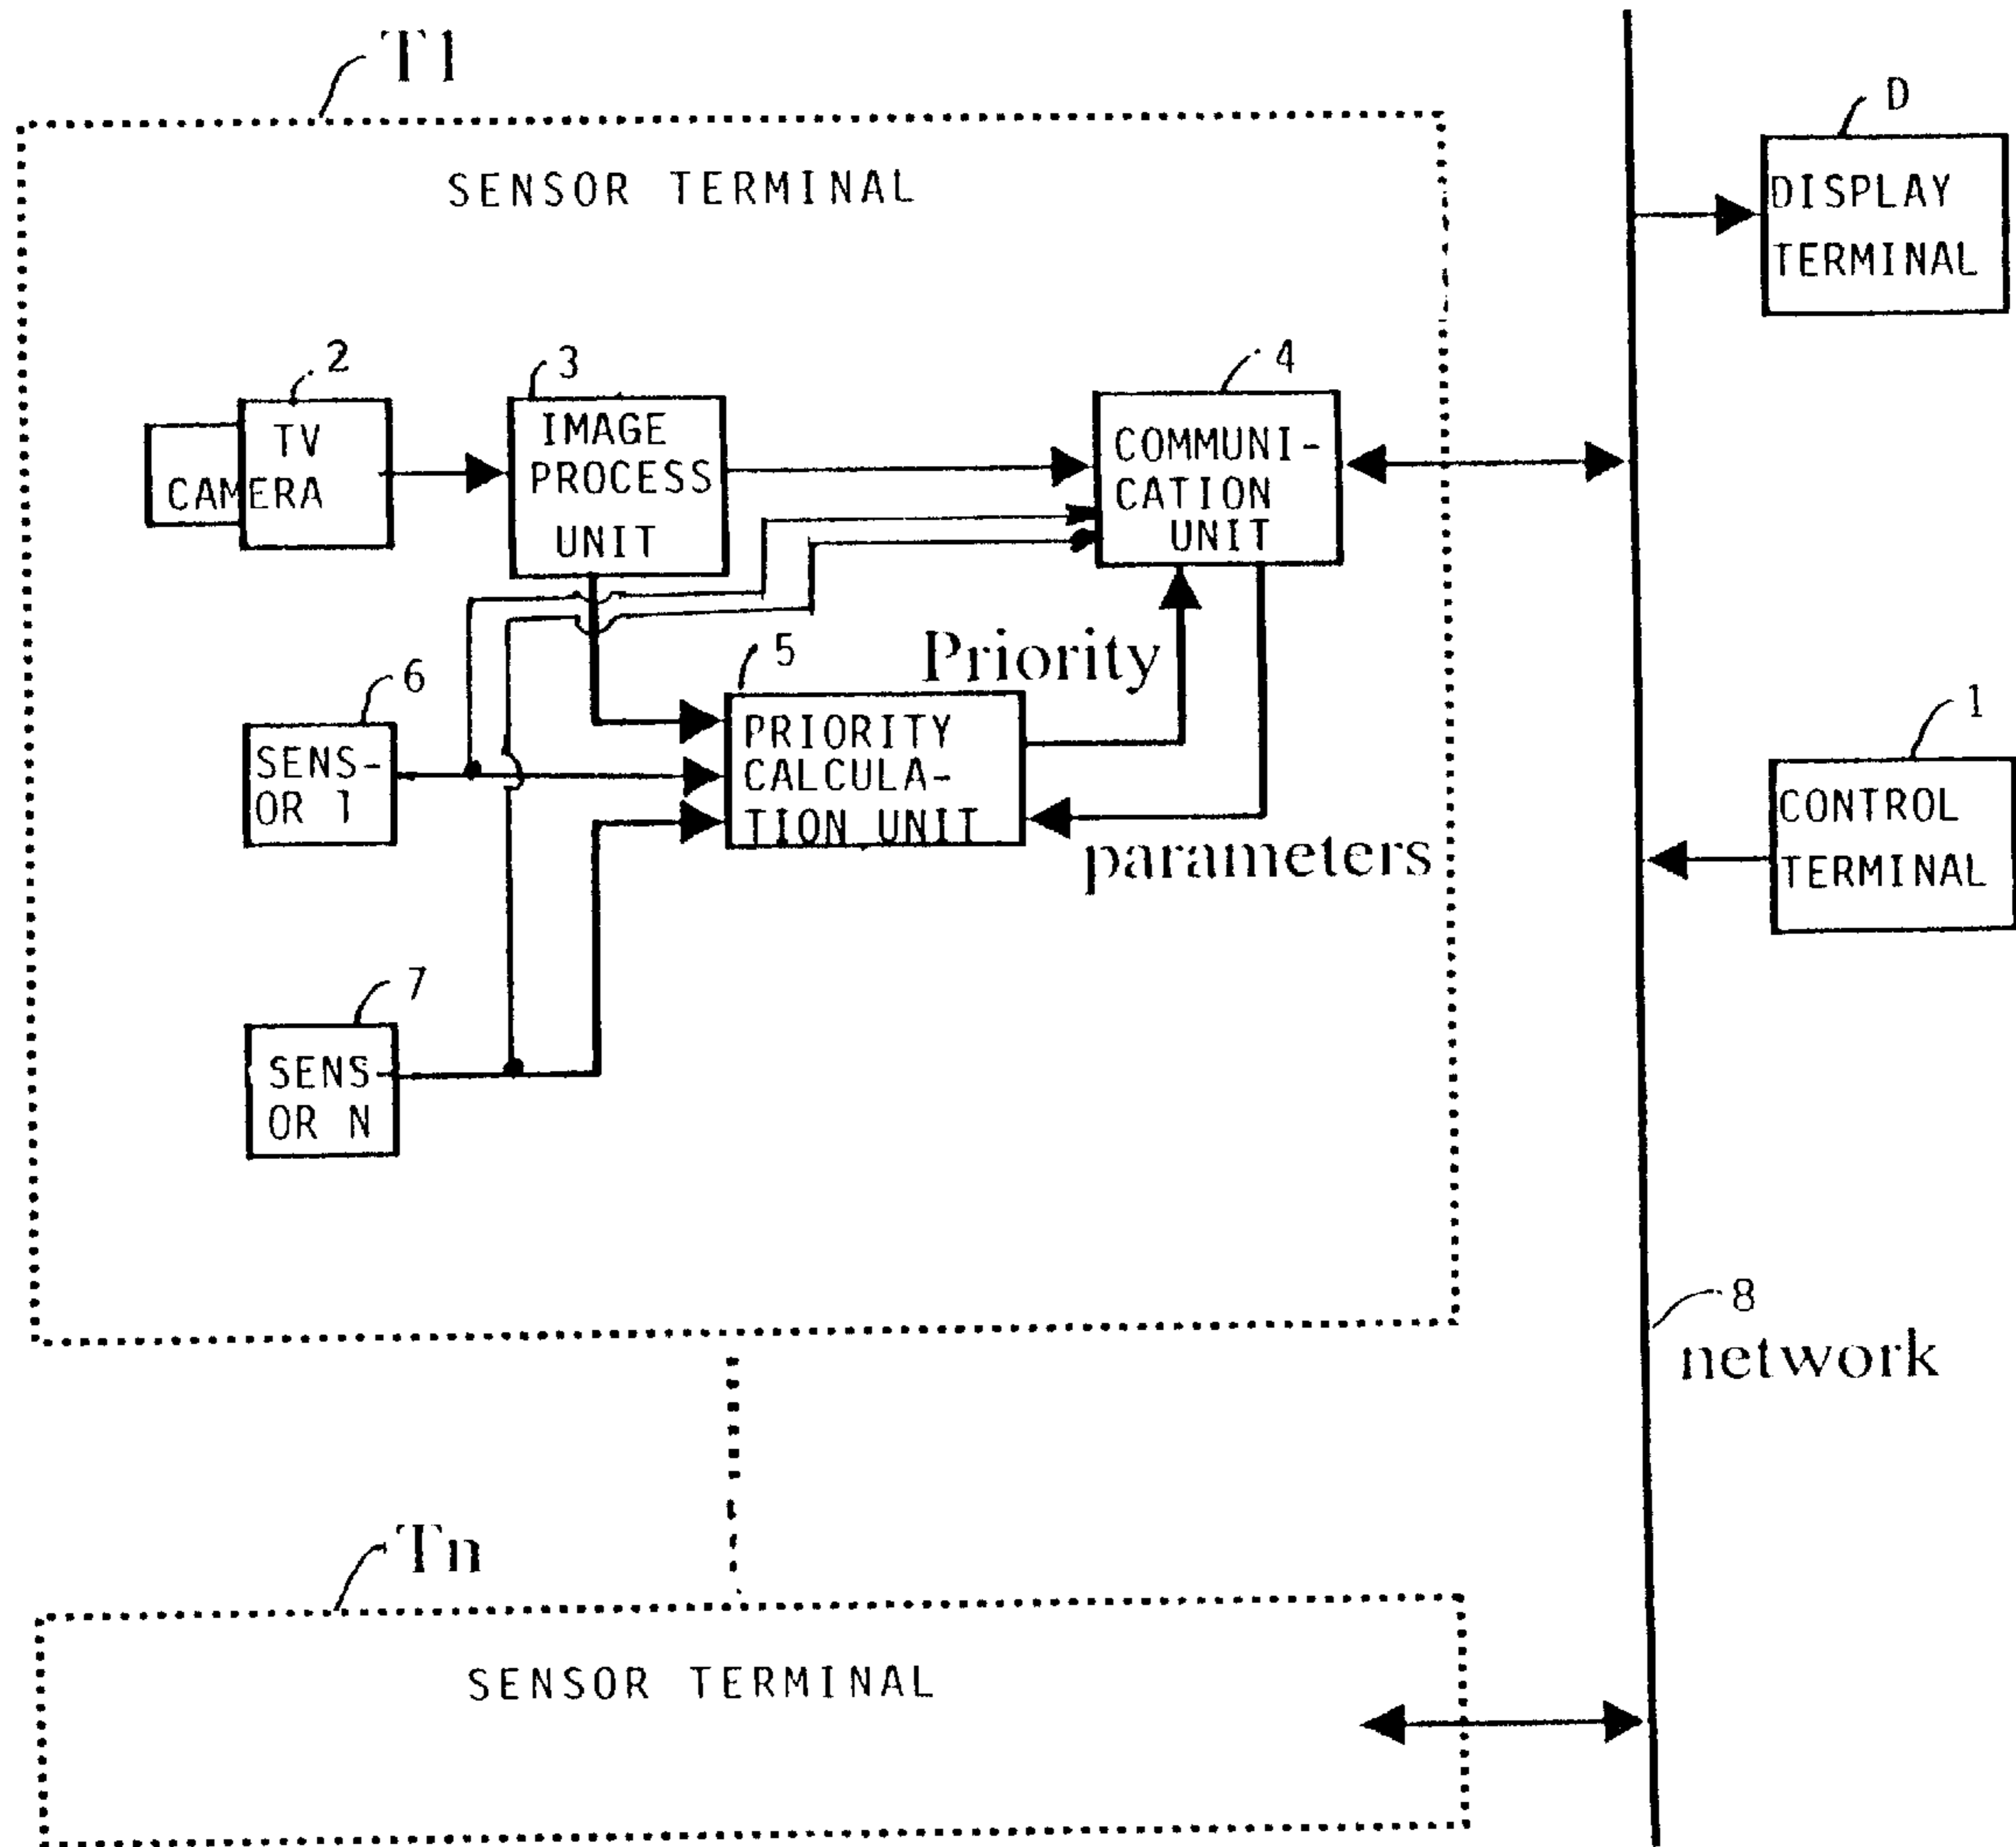 T1
SENSOR TERMINAL
D
DISPLAY
TERMINAL
2
TV
CAMERA
3
IMAGE
PROCESS
UNIT
4
COMMUNI-
CATION
UNIT
Priority
5
PRIORITY
CALCULA-
TION UNIT
parameters
6
SENS-
OR 1
1
CONTROL
TERMINAL
7
SENS
OR N
8
network
Tn
SENSOR TERMINAL